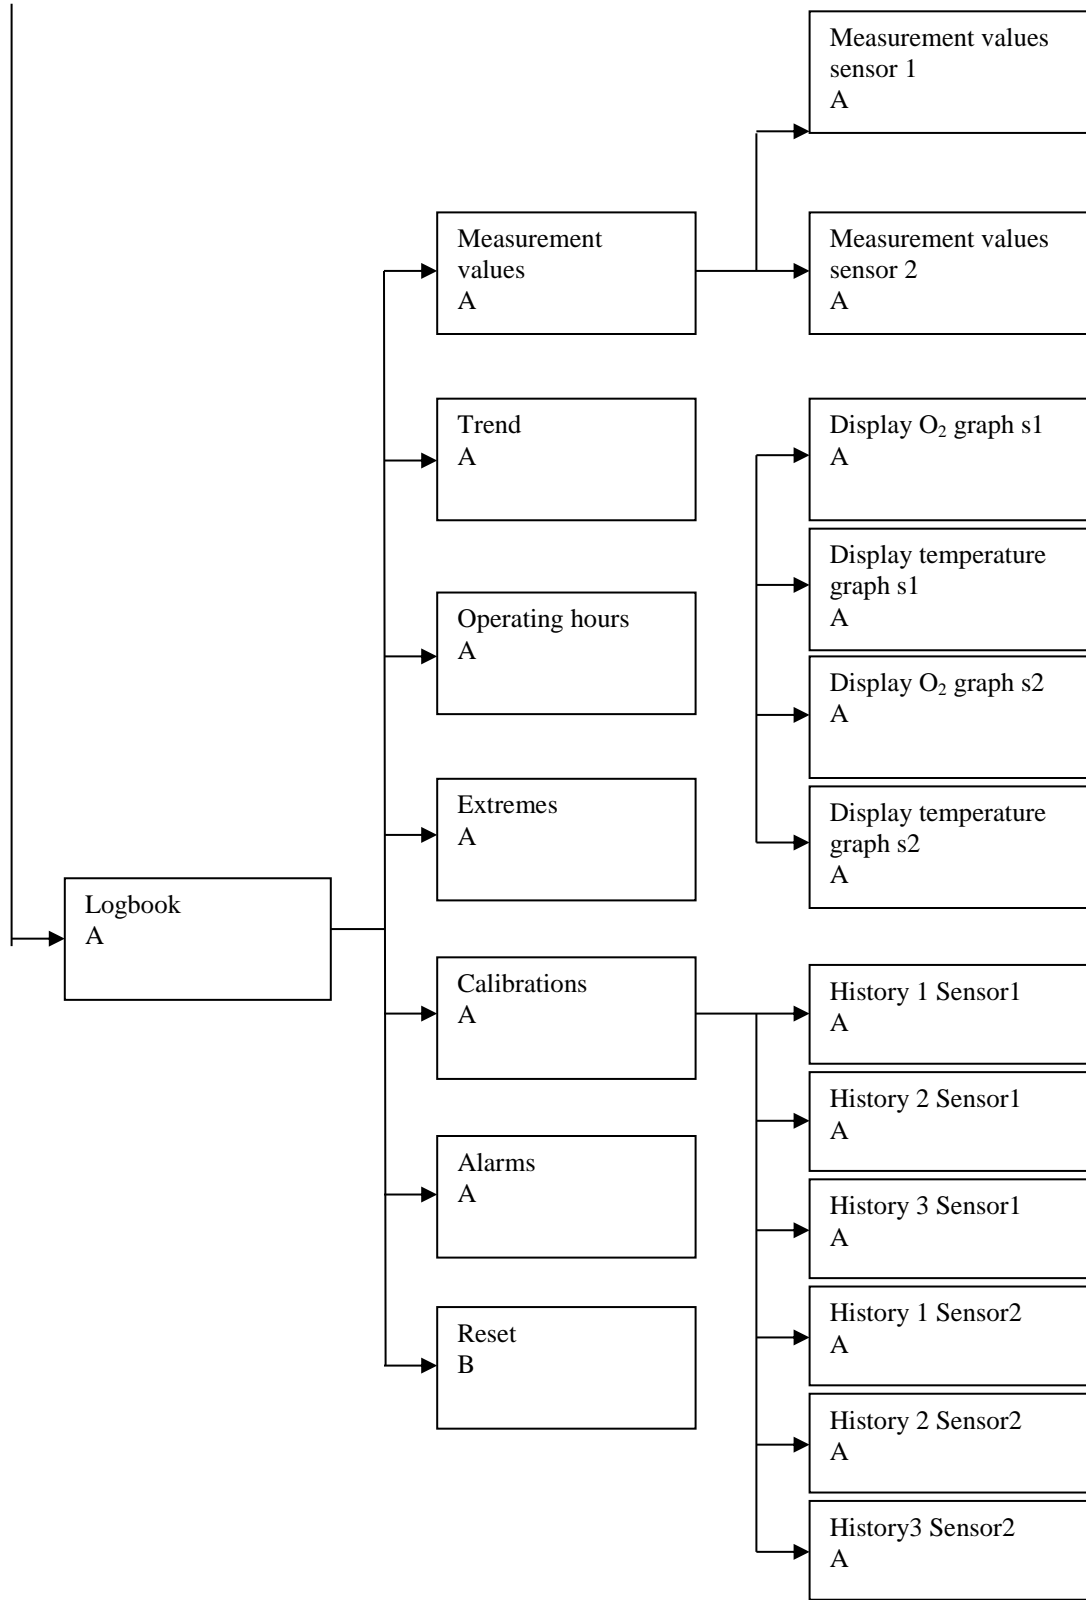 Measurement values
sensor 1
A
Measurement
values
A
Measurement values
sensor 2
A
Trend
A
Display O₂ graph s1
A
Display temperature
graph s1
A
Operating hours
A
Display O₂ graph s2
A
Extremes
A
Display temperature
graph s2
A
Logbook
A
Calibrations
A
History 1 Sensor1
A
History 2 Sensor1
A
Alarms
A
History 3 Sensor1
A
History 1 Sensor2
A
Reset
B
History 2 Sensor2
A
History3 Sensor2
A